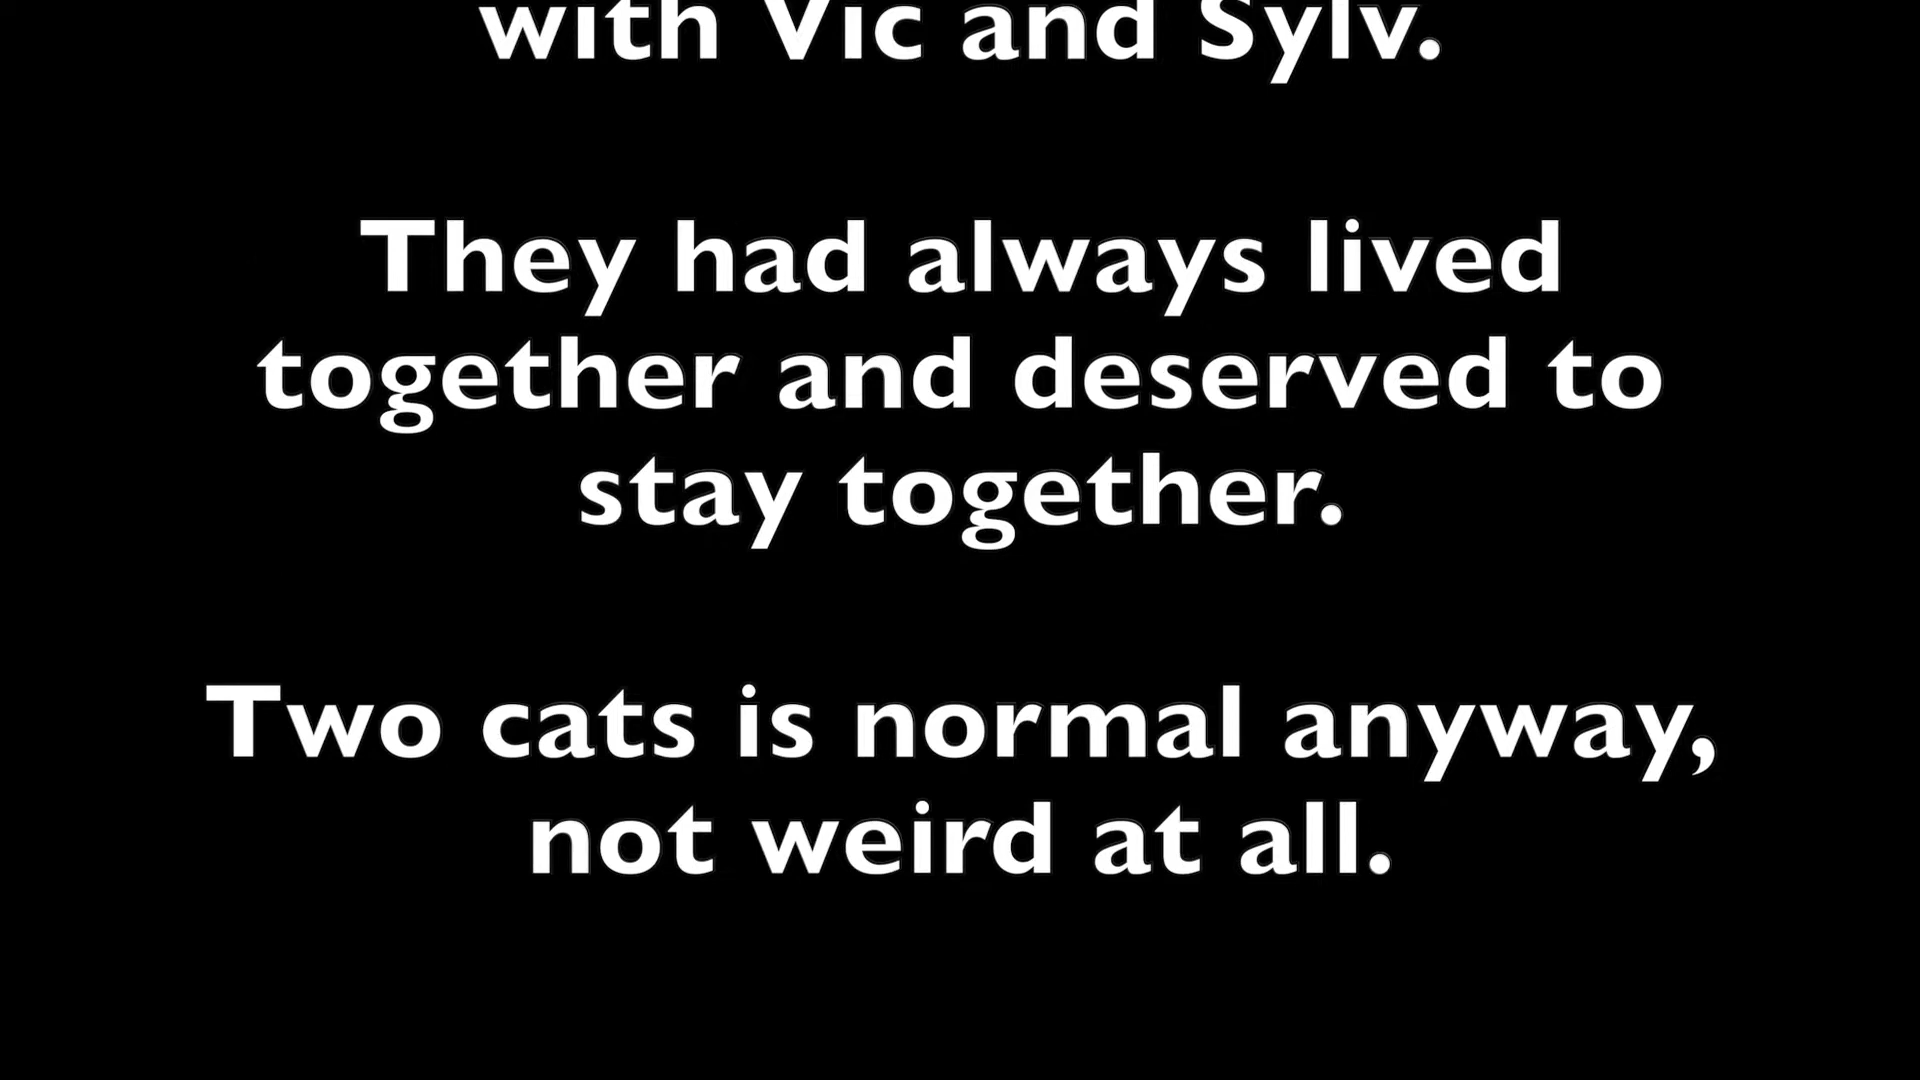 with Vic and Sylv.
They had always lived
together and deserved to
stay together.
Two cats is normal anyway,
not weird at all.